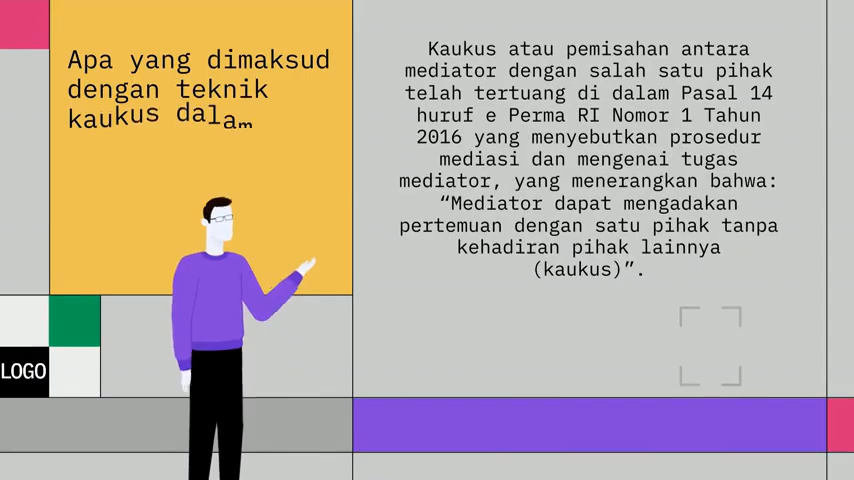 Apa yang dimaksud
dengan teknik
kaukus dalam
Kaukus atau pemisahan antara
mediator dengan salah satu pihak
telah tertuang di dalam Pasal 14
huruf e Perma RI Nomor 1 Tahun
2016 yang menyebutkan prosedur
mediasi dan mengenai tugas
mediator, yang menerangkan bahwa:
“Mediator dapat mengadakan
pertemuan dengan satu pihak tanpa
kehadiran pihak lainnya
(kaukus)”.
LOGO